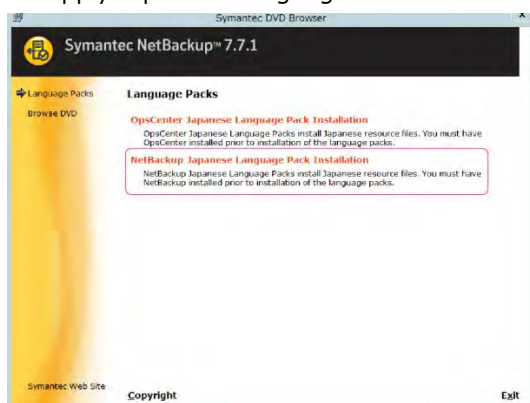 Symantec DVD Browser
x
Symantec NetBackup™ 7.7.1
Language Packs
Browse DVD
Language Packs
OpsCenter Japanese Language Pack Installation
OpsCenter Japanese Language Packs install Japanese resource files. You must have
OpsCenter installed prior to installation of the language packs.
NetBackup Japanese Language Pack Installation
NetBackup Japanese Language Packs install Japanese resource files. You must have
NetBackup installed prior to installation of the language packs.
Symantec Web Site
Copyright
Exit